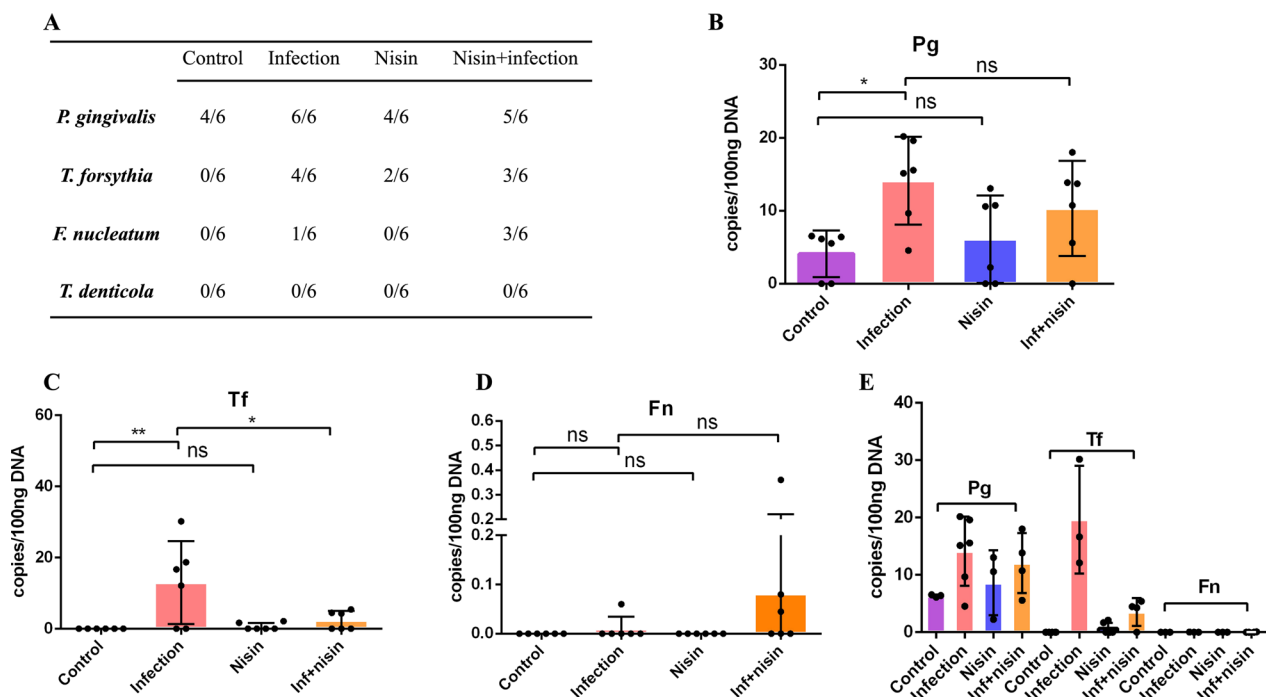 A
Control Infection Nisin Nisin+infection
P. gingivalis 4/6 6/6 4/6 5/6
T. forsythia 0/6 4/6 2/6 3/6
F. nucleatum 0/6 1/6 0/6 3/6
T. denticola 0/6 0/6 0/6 0/6
B
Pg
copies/100ng DNA
30
20
10
0
* ns
ns
Control Infection Nisin Inf+nisin
C
Tf
copies/100ng DNA
60
40
20
0
** *
ns
Control Infection Nisin Inf+nisin
D
Fn
copies/100ng DNA
0.6
0.5
0.4
0.3
0.2
0.2
0.1
0.0
ns ns
ns
Control Infection Nisin Inf+nisin
E
copies/100ng DNA
40
30
20
10
0
Pg
Tf
Fn
Control Infection Nisin Inf+nisin Control Infection Nisin Inf+nisin Control Infection Nisin Inf+nisin